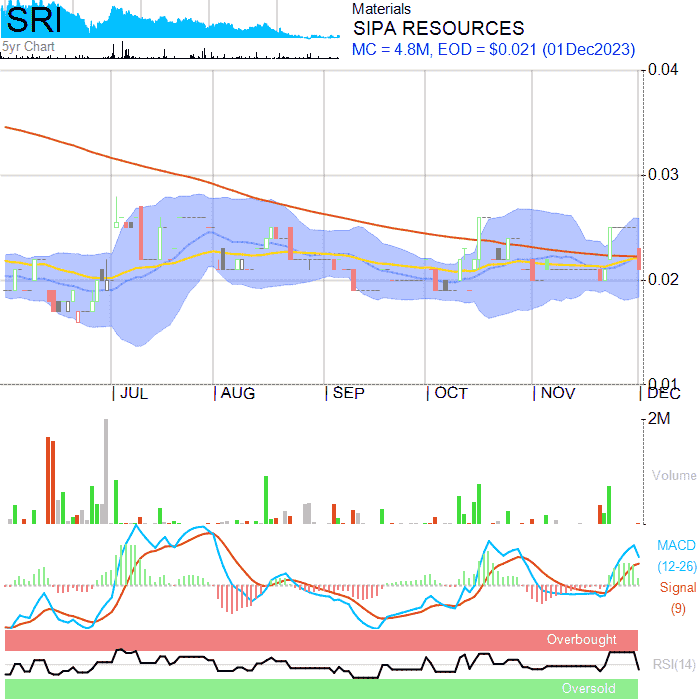 SRI
5yr Chart
Materials
SIPA RESOURCES
MC = 4.8M, EOD = $0.021 (01Dec2023)
0.04
0.03
0.02
0.01
JUL
AUG
SEP
OCT
NOV
DEC
2M
Volume
MACD
(12-26)
Signal
(9)
Overbought
RSI(14)
Oversold